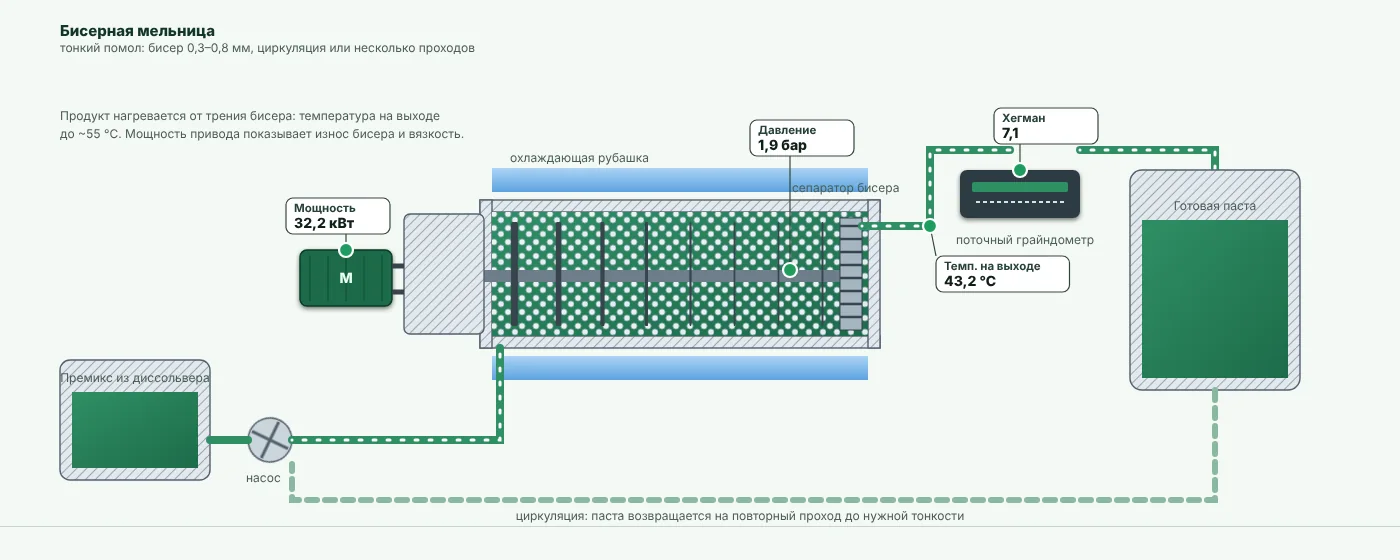 Бисерная мельница
тонкий помол: бисер 0,3–0,8 мм, циркуляция или несколько проходов
Продукт нагревается от трения бисера: температура на выходе
до ~55 °C. Мощность привода показывает износ бисера и вязкость.
Хегман
7,1
Давление
1,9 бар
охлаждающая рубашка
сепаратор бисера
Мощность
32,2 кВт
Готовая паста
поточный грайндометр
M
Темп. на выходе
43,2 °C
Премикс из диссольвера
насос
циркуляция: паста возвращается на повторный проход до нужной тонкости